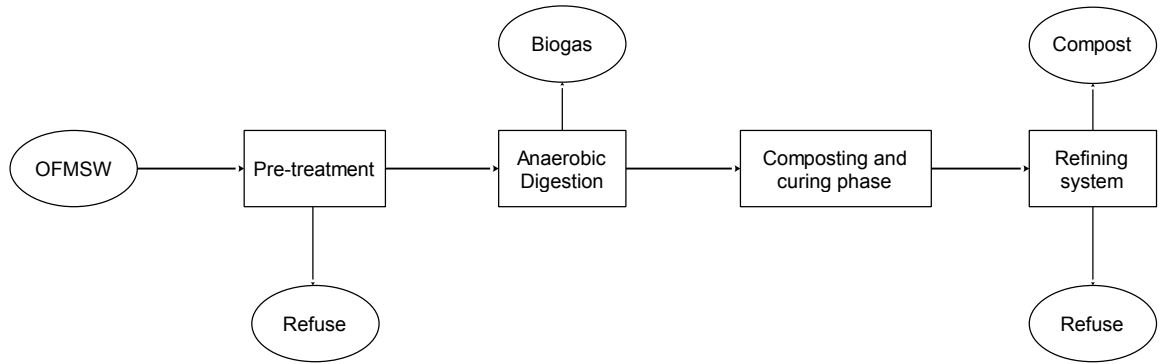 Biogas
Compost
OFMSW
Pre-treatment
Anaerobic
Digestion
Composting and
curing phase
Refining
system
Refuse
Refuse